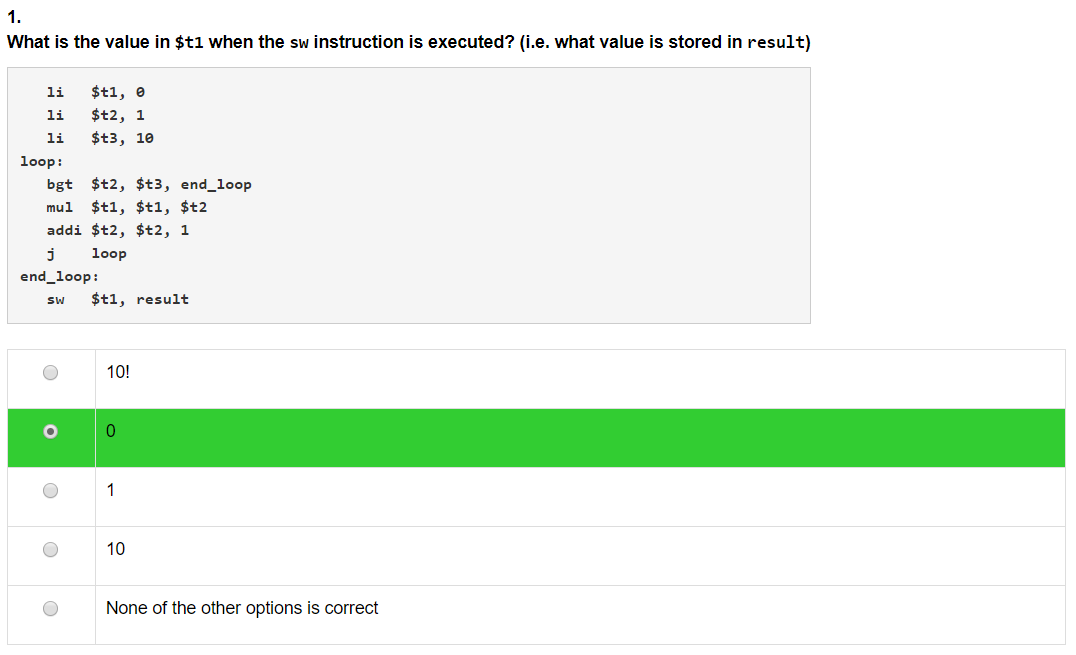 1.
What is the value in $t1 when the sw instruction is executed? (i.e. what value is stored in result)
li $t1, 0
li $t2, 1
li $t3, 10
loop:
bgt $t2, $t3, end_loop
mul $t1, $t1, $t2
addi $t2, $t2, 1
j loop
end_loop:
sw $t1, result
10!
0
1
10
None of the other options is correct